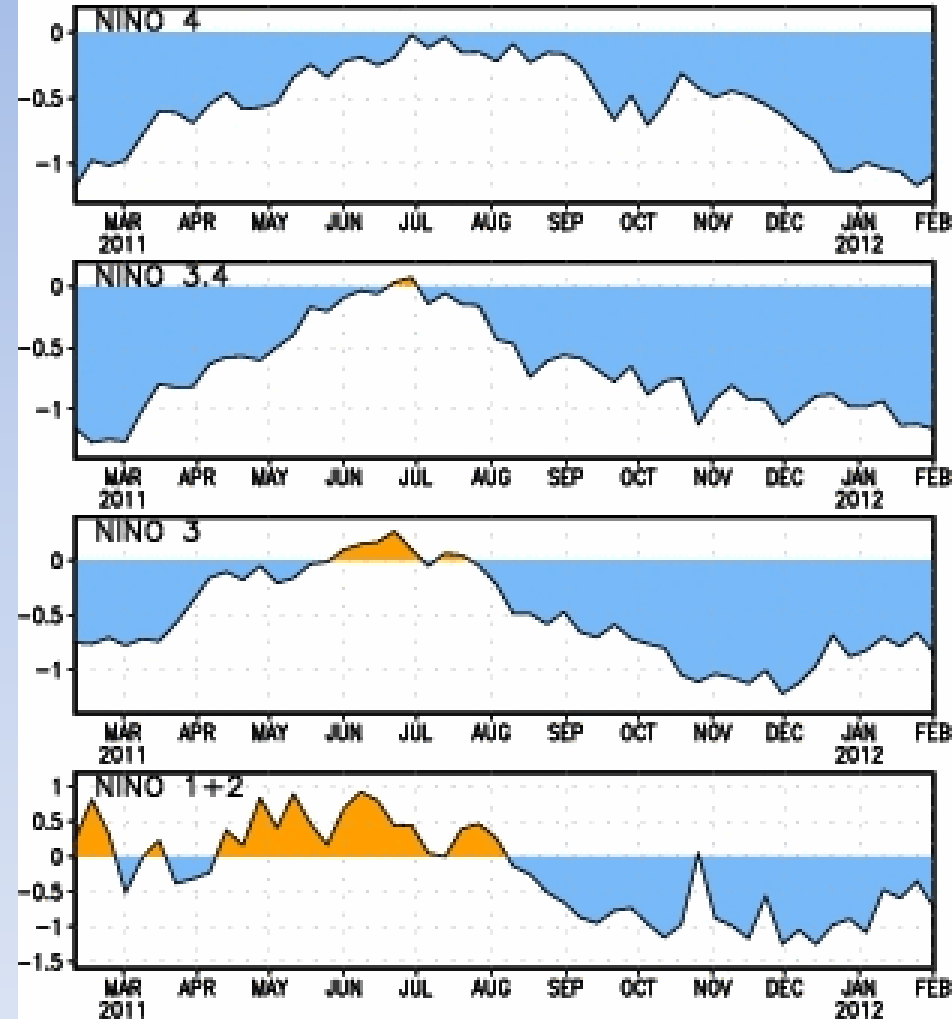 NINO 4
0
-0.5
-1
MAR APR MAY JUN JUL AUG SEP OCT NOV DEC JAN FEB
2011 2012
NINO 3.4
0
-0.5
-1
MAR APR MAY JUN JUL AUG SEP OCT NOV DEC JAN FEB
2011 2012
NINO 3
0
-0.5
-1
MAR APR MAY JUN JUL AUG SEP OCT NOV DEC JAN FEB
2011 2012
NINO 1+2
1
0.5
0
-0.5
-1
-1.5
MAR APR MAY JUN JUL AUG SEP OCT NOV DEC JAN FEB
2011 2012